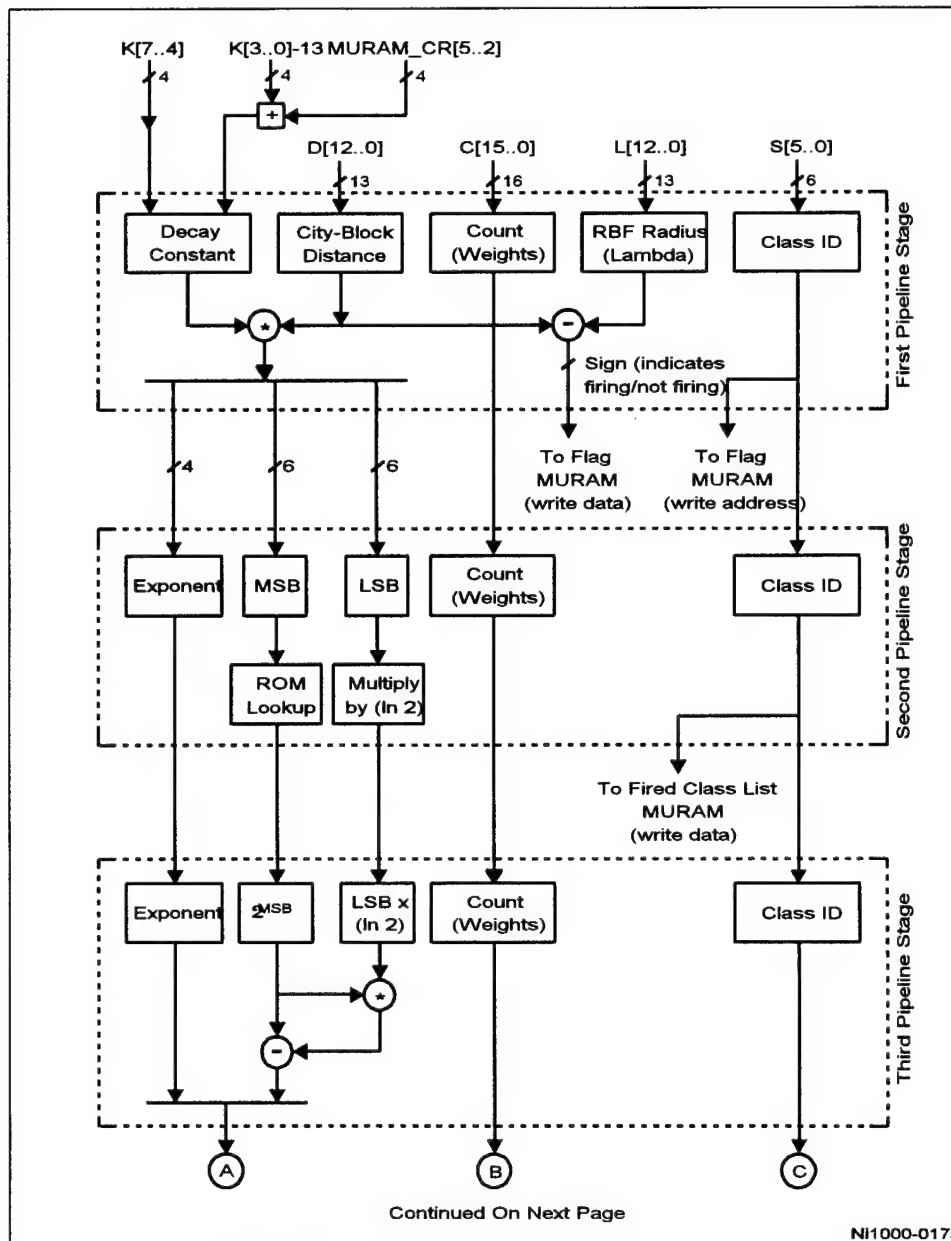 K[7..4] K[3..0]-13 MURAM_CR[5..2]
4 4 4
+
D[12..0] C[15..0] L[12..0] S[5..0]
13 16 13 6
Decay
Constant
City-Block
Distance
Count
(Weights)
RBF Radius
(Lambda)
Class ID
First Pipeline Stage
* -
Sign (indicates
firing/not firing)
4 6 6
To Flag
MURAM
(write data)
To Flag
MURAM
(write address)
Exponent
MSB
LSB
Count
(Weights)
Class ID
Second Pipeline Stage
ROM
Lookup
Multiply
by (ln 2)
To Fired Class List
MURAM
(write data)
Exponent
2MSB
LSB x
(ln 2)
Count
(Weights)
Class ID
Third Pipeline Stage
*
-
A B C
Continued On Next Page
Ni1000-017